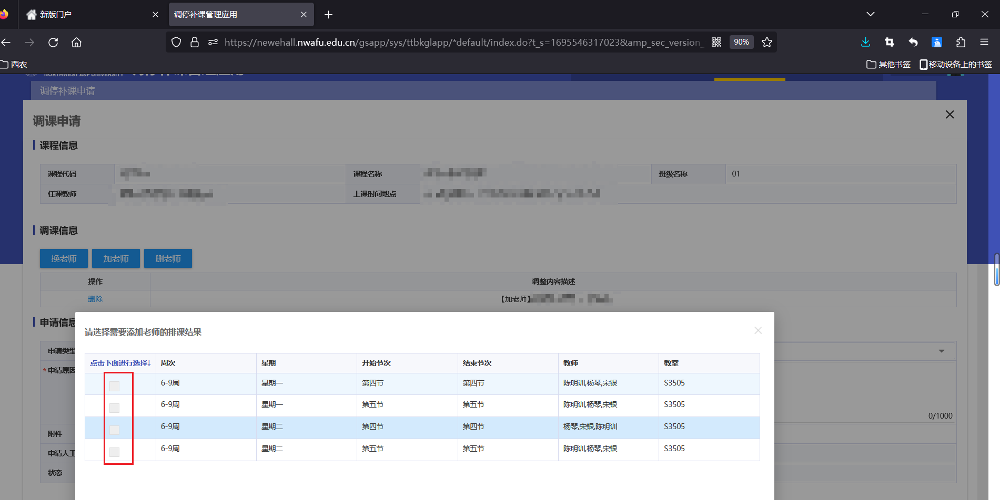 新版门户
调停补课管理应用
https://newehall.nwafu.edu.cn/gsapp/sys/ttbkglapp/*default/index.do?t_s=1695546317023&amp_sec_version_
90%
西农
其他书签
移动设备上的书签
NORTHWEST A&F UNIVERSITY
调停补课申请
调课申请
课程信息
课程代码
课程名称
班级名称 01
任课教师
上课时间地点
调课信息
换老师 加老师 删老师
操作 调整内容描述
删除 【加老师】
申请信息
申请类型
* 申请原因
0/1000
附件
申请人工
状态
请选择需要添加老师的排课结果
点击下面进行选择↓ 周次 星期 开始节次 结束节次 教师 教室
6-9周 星期一 第四节 第四节 陈明训,杨琴,宋银 S3505
6-9周 星期一 第五节 第五节 陈明训,杨琴,宋银 S3505
6-9周 星期二 第四节 第四节 杨琴,宋银,陈明训 S3505
6-9周 星期二 第五节 第五节 陈明训,杨琴,宋银 S3505